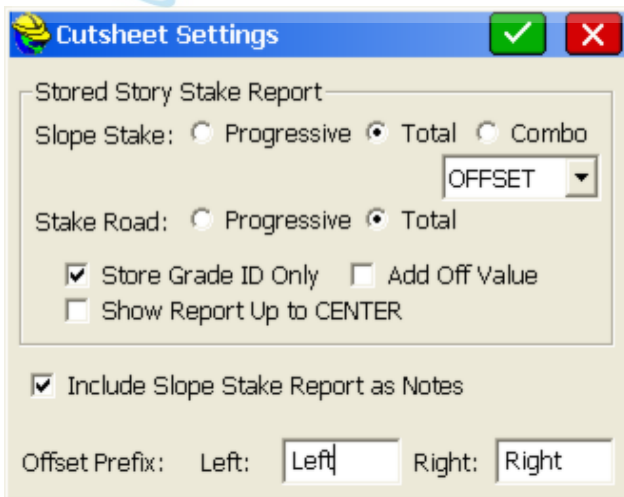 Cutsheet Settings
Stored Story Stake Report
Slope Stake: Progressive Total Combo
OFFSET
Stake Road: Progressive Total
Store Grade ID Only Add Off Value
Show Report Up to CENTER
Include Slope Stake Report as Notes
Offset Prefix: Left: Left Right: Right